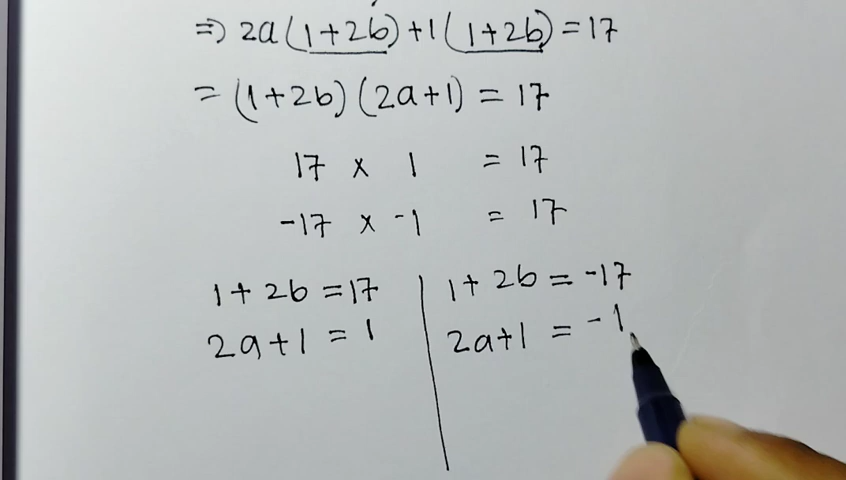 ⇒) 2a(1+2b)+1(1+2b)=17
= (1+2b)(2a+1) = 17
17 x 1 = 17
-17 x -1 = 17
1+2b=17
2a+1=1
1+2b=-17
2a+1=-1